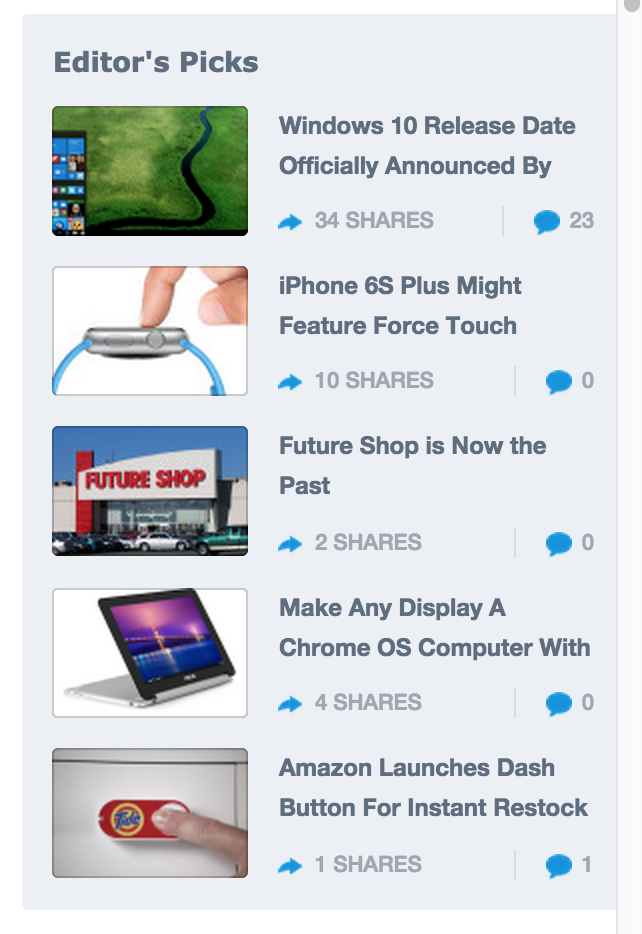 Editor's Picks
Windows 10 Release Date
Officially Announced By
34 SHARES
23
iPhone 6S Plus Might
Feature Force Touch
10 SHARES
0
FUTURE SHOP
Future Shop is Now the
Past
2 SHARES
0
Make Any Display A
Chrome OS Computer With
4 SHARES
0
Tide
Amazon Launches Dash
Button For Instant Restock
1 SHARES
1